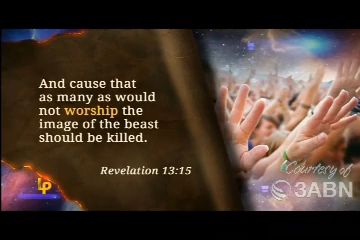 And cause that
as many as would
not worship the
image of the beast
should be killed.
Revelation 13:15
LP
Courtesy of
3ABN